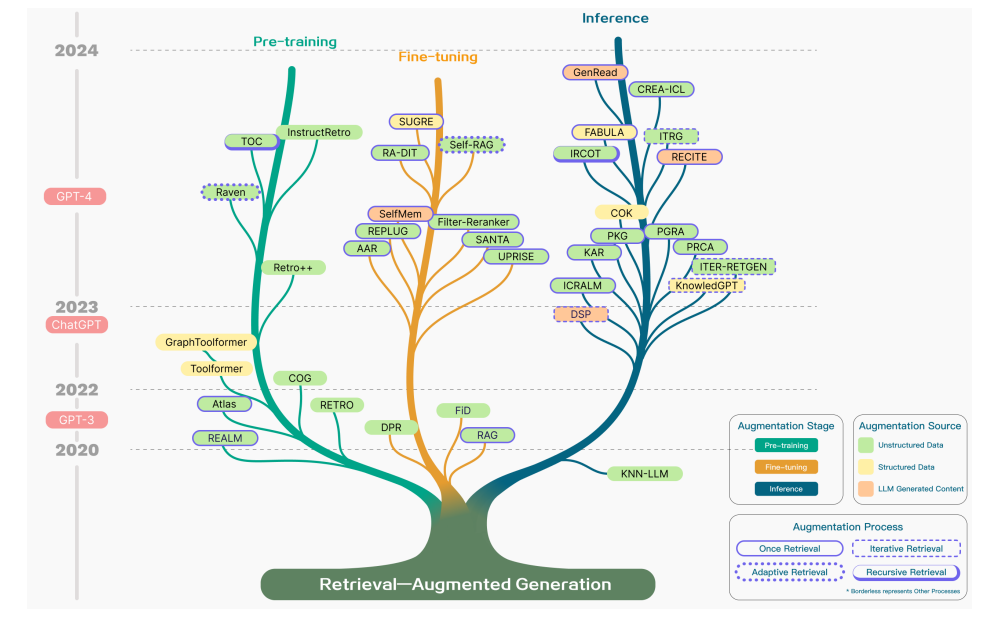 Inference
Pre-training
Fine-tuning
2024
GenRead
CREA-ICL
SUGRE
InstructRetro
FABULA
ITRG
TOC
Self-RAG
RA-DIT
IRCOT
RECITE
Raven
GPT-4
SelfMem
COK
Filter-Reranker
REPLUG
PGRA
PKG
SANTA
PRCA
AAR
KAR
UPRISE
Retro++
ITER-RETGEN
ICRALM
KnowledGPT
2023
DSP
ChatGPT
GraphToolformer
Toolformer
COG
2022
Atlas
RETRO
FiD
GPT-3
DPR
RAG
REALM
2020
KNN-LLM
Augmentation Stage
Pre-training
Fine-tuning
Inference
Augmentation Source
Unstructured Data
Structured Data
LLM Generated Content
Augmentation Process
Once Retrieval
Iterative Retrieval
Adaptive Retrieval
Recursive Retrieval
* Borderless represents Other Processes
Retrieval—Augmented Generation